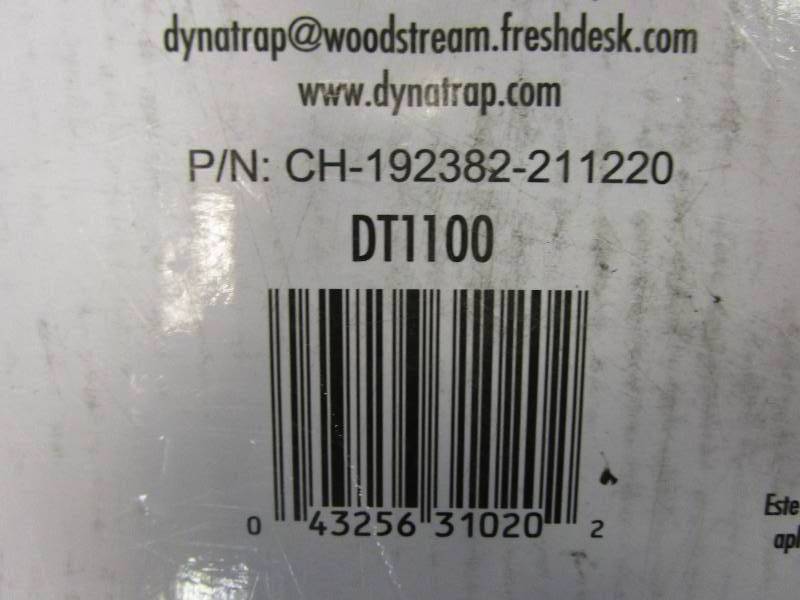 dynatrap@woodstream.freshdesk.com
www.dynatrap.com
P/N: CH-192382-211220
DT1100
0 43256 31020 2
Este
apl